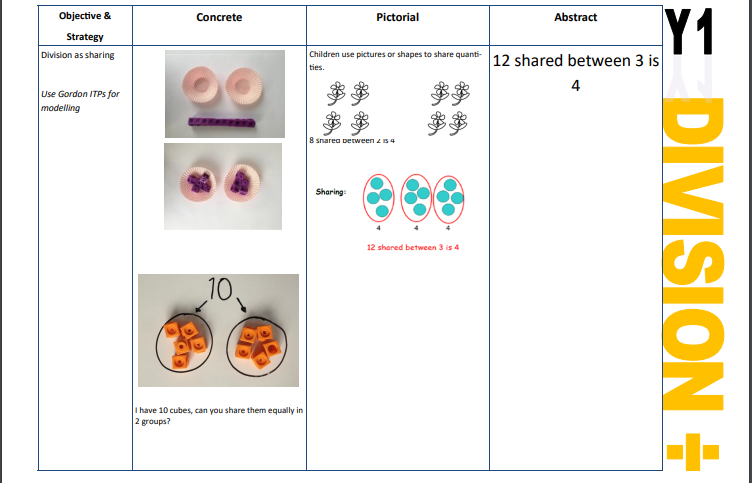 Objective &
Strategy
Concrete
Pictorial
Abstract
Division as sharing
Use Gordon ITPs for
modelling
10
I have 10 cubes, can you share them equally in
2 groups?
Children use pictures or shapes to share quanti-
ties.
8 shared between 2 is 4
Sharing:
4 4 4
12 shared between 3 is 4
12 shared between 3 is
4
Y1
DIVISION ÷